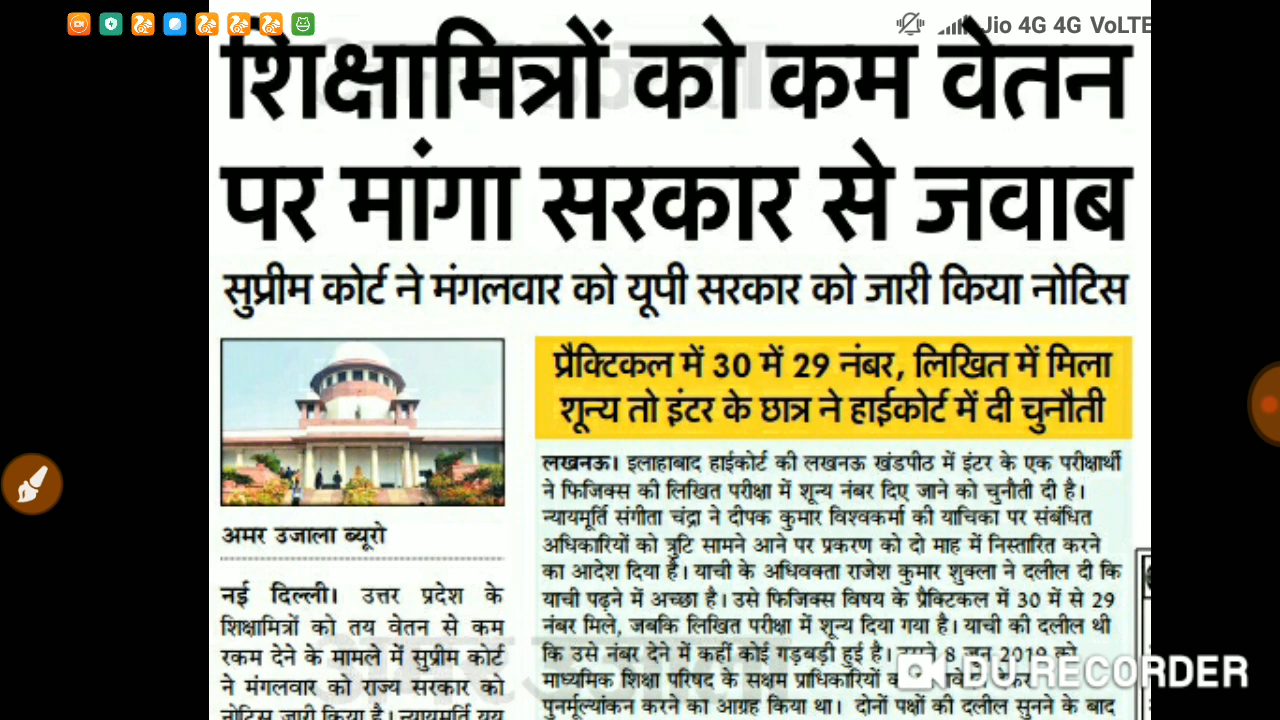 Jio 4G 4G VoLTE
शिक्षामित्रों को कम वेतन
पर मांगा सरकार से जवाब
सुप्रीम कोर्ट ने मंगलवार को यूपी सरकार को जारी किया नोटिस
अमर उजाला ब्यूरो
नई दिल्ली। उत्तर प्रदेश के
शिक्षामित्रों को तय वेतन से कम
रकम देने के मामले में सुप्रीम कोर्ट
ने मंगलवार को राज्य सरकार को
नोटिस जारी किया है। न्यायमूर्ति
प्रैक्टिकल में 30 में 29 नंबर, लिखित में मिला
शून्य तो इंटर के छात्र ने हाईकोर्ट में दी चुनौती
लखनऊ। इलाहाबाद हाईकोर्ट की लखनऊ खंडपीठ में इंटर के एक परीक्षार्थी
ने फिजिक्स की लिखित परीक्षा में शून्य नंबर दिए जाने को चुनौती दी है।
न्यायमूर्ति संगीता चंद्रा ने दीपक कुमार विश्वकर्मा की याचिका पर संबंधित
अधिकारियों को त्रुटि सामने आने पर प्रकरण को दो माह में निस्तारित करने
का आदेश दिया है। याची के अधिवक्ता राजेश कुमार शुक्ला ने दलील दी कि
याची पढ़ने में अच्छा है। उसे फिजिक्स विषय के प्रैक्टिकल में 30 में से 29
नंबर मिले, जबकि लिखित परीक्षा में शून्य दिया गया है। याची की दलील थी
कि उसे नंबर देने में कहीं कोई गड़बड़ी हुई है। 8 जून 2019 को
माध्यमिक शिक्षा परिषद के सक्षम प्राधिकारियों
पुनर्मूल्यांकन करने का आग्रह किया था। दोनों पक्षों की दलील सुनने के बाद
DU RECORDER